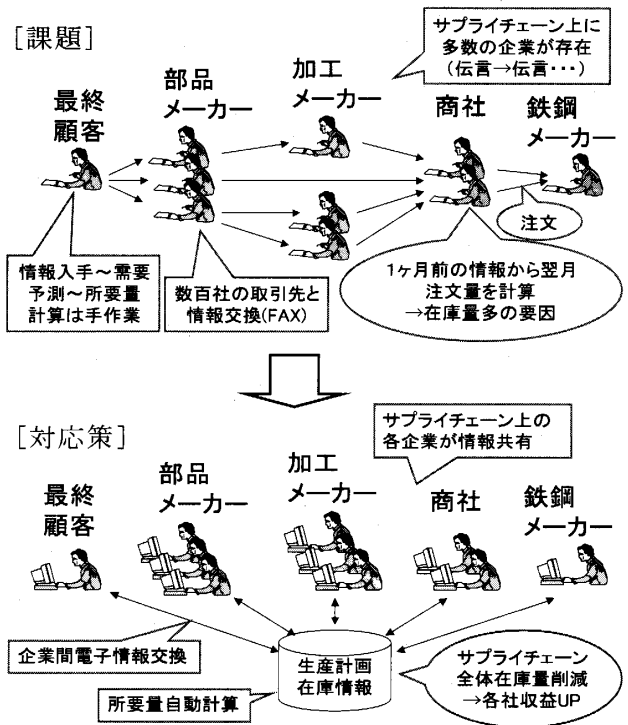 [課題]
サプライチェーン上に
多数の企業が存在
(伝言→伝言・・・)
最終
顧客
部品
メーカー
加工
メーカー
商社
鉄鋼
メーカー
注文
情報入手～需要
予測～所要量
計算は手作業
数百社の取引先と
情報交換(FAX)
1ヶ月前の情報から翌月
注文量を計算
→在庫量多の要因
[対応策]
サプライチェーン上の
各企業が情報共有
最終
顧客
部品
メーカー
加工
メーカー
商社
鉄鋼
メーカー
企業間電子情報交換
所要量自動計算
生産計画
在庫情報
サプライチェーン
全体在庫量削減
→各社収益UP